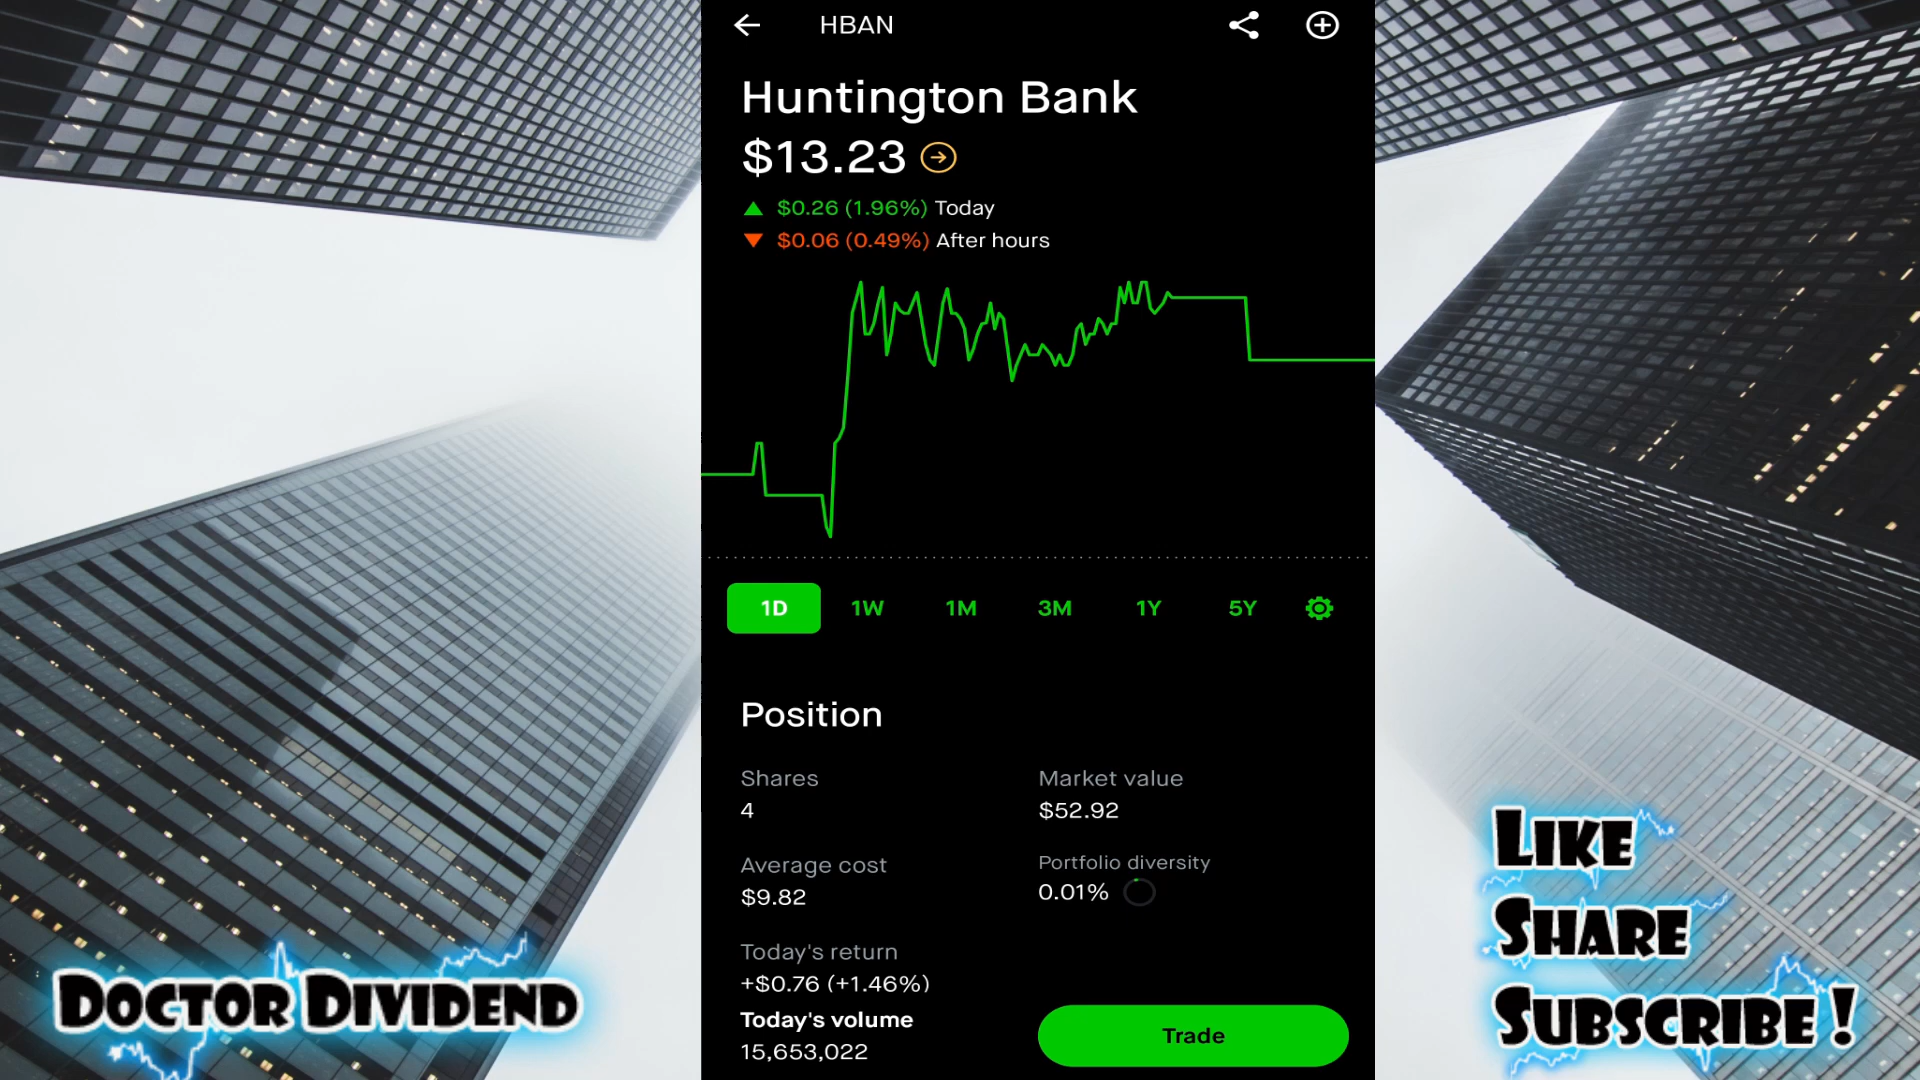 HBAN
Huntington Bank
$13.23
$0.26 (1.96%) Today
$0.06 (0.49%) After hours
1D 1W 1M 3M 1Y 5Y
Position
Shares
4
Market value
$52.92
Average cost
$9.82
Portfolio diversity
0.01%
Today's return
+$0.76 (+1.46%)
Today's volume
15,653,022
Trade
DOCTOR DIVIDEND
LIKE
SHARE
SUBSCRIBE !